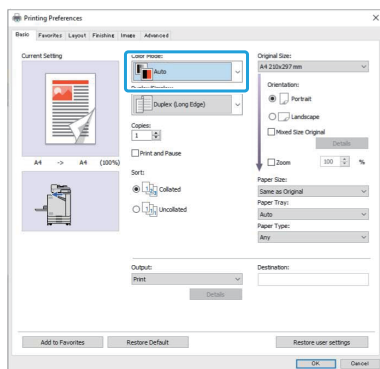 Printing Preferences
Basic Favorites Layout Finishing Image Advanced
Current Setting
A4 -> A4 (100%)
Color Mode:
Auto
Duplex (Long Edge)
Copies:
1
Print and Pause
Sort:
Collated
Uncollated
Original Size:
A4 210x297 mm
Orientation:
Portrait
Landscape
Mixed Size Original
Details
Zoom 100 %
Paper Size:
Same as Original
Paper Tray:
Auto
Paper Type:
Any
Output:
Print
Details
Destination:
Add to Favorites
Restore Default
Restore user settings
OK
Cancel